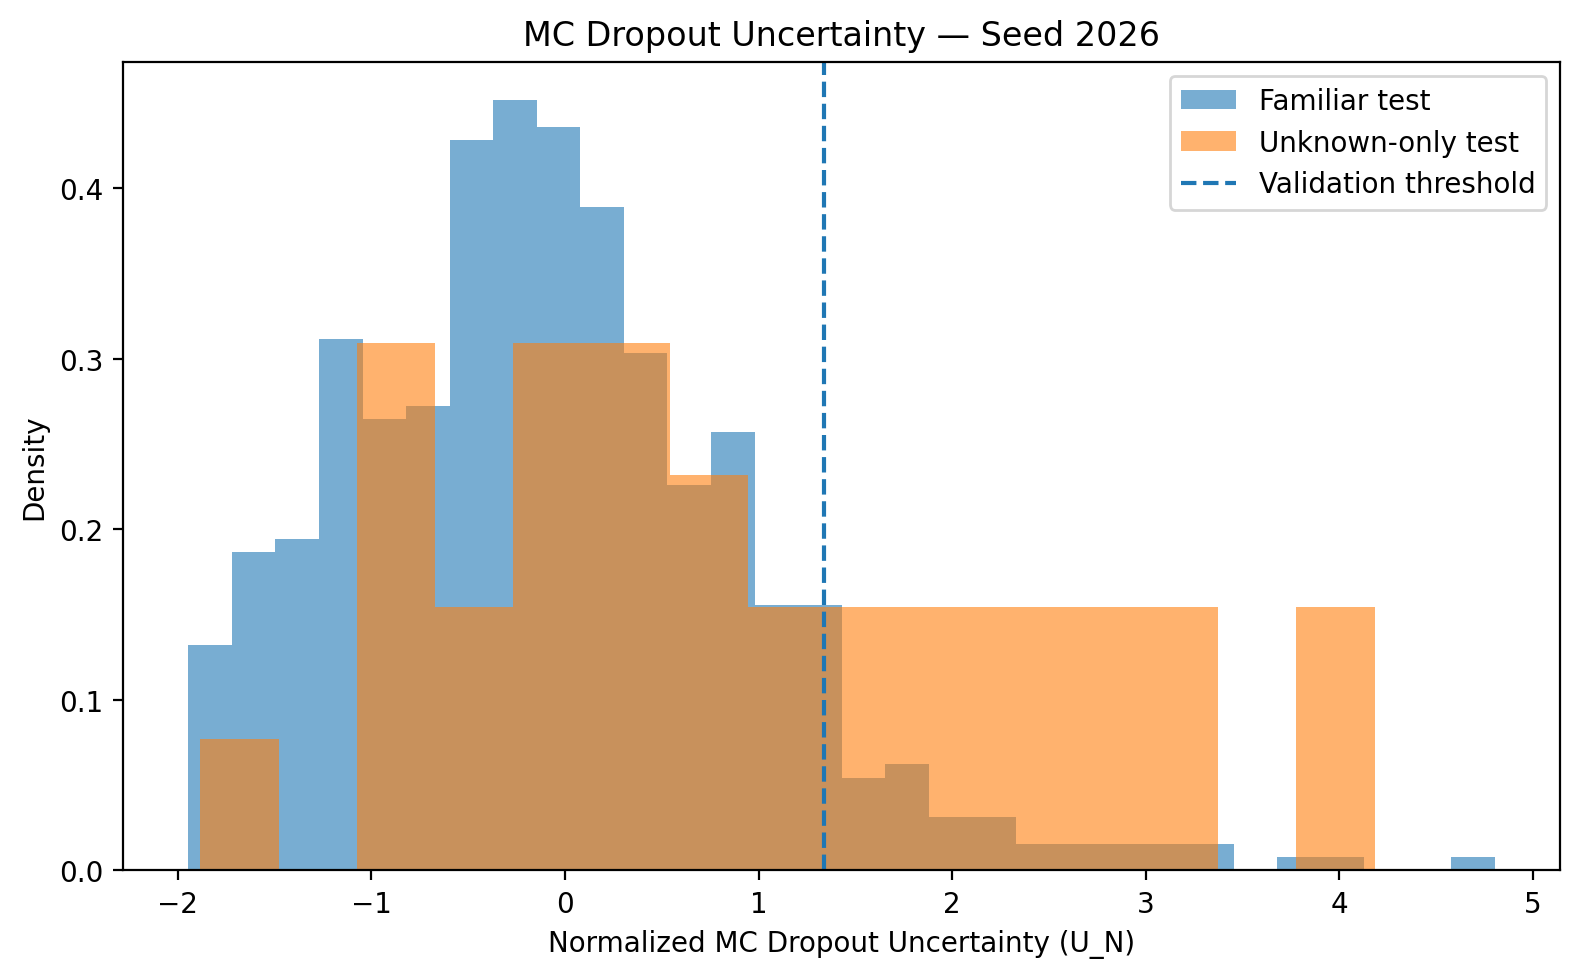 MC Dropout Uncertainty — Seed 2026
Familiar test
Unknown-only test
Validation threshold
Density
0.4
0.3
0.2
0.1
0.0
−2
−1
0
1
2
3
4
5
Normalized MC Dropout Uncertainty (U_N)